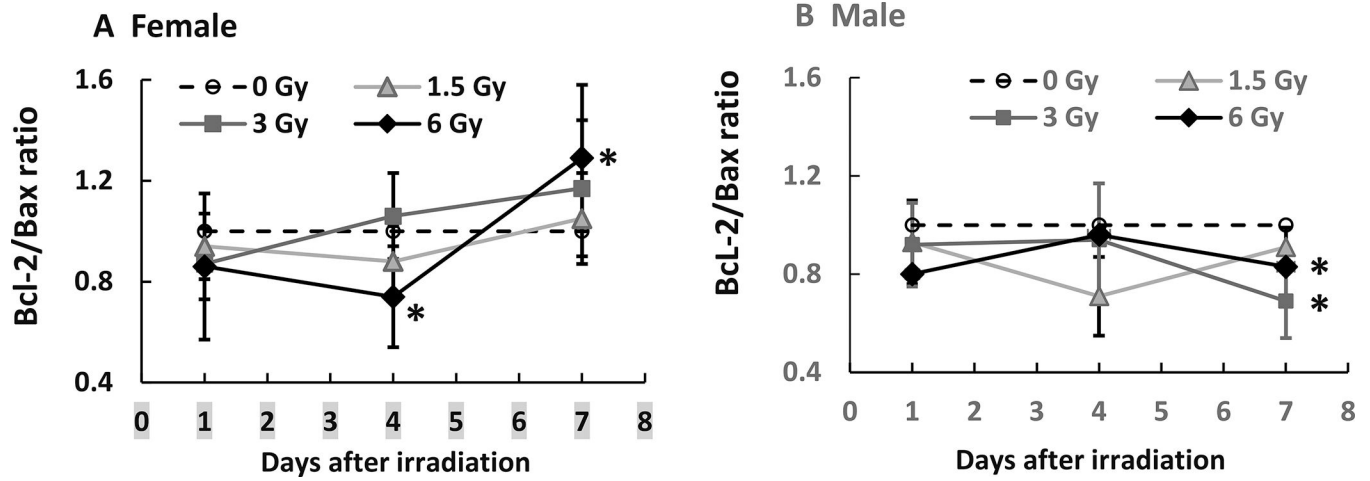 A Female
Bcl-2/Bax ratio
1.6
1.2
0.8
0.4
0 Gy 1.5 Gy
3 Gy 6 Gy
*
*
0 1 2 3 4 5 6 7 8
Days after irradiation
B Male
BcL-2/Bax ratio
1.6
1.2
0.8
0.4
0 Gy 1.5 Gy
3 Gy 6 Gy
*
*
0 1 2 3 4 5 6 7 8
Days after irradiation